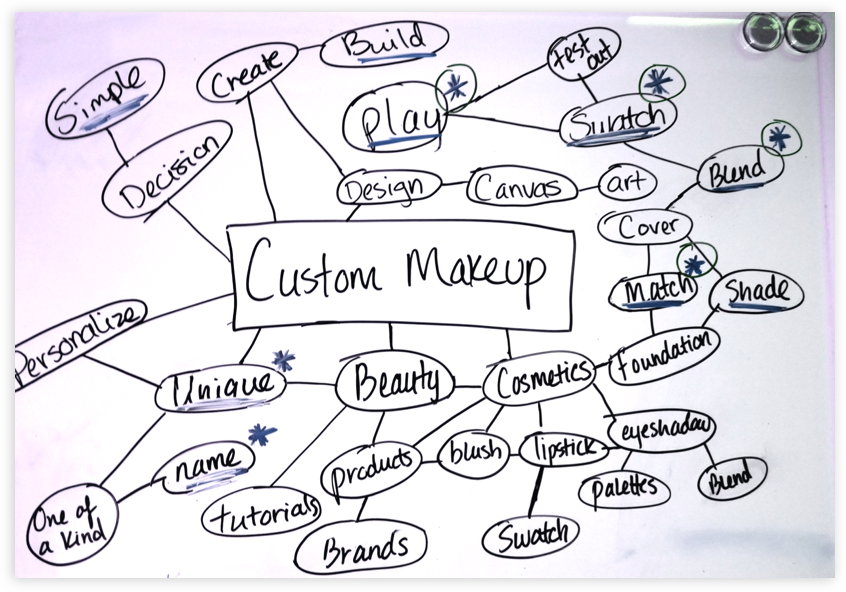 Build
Create
test
out
Simple
play
Swatch
Decision
Blend
Design
Canvas
art
Cover
Custom Makeup
Match
Shade
Personalize
Foundation
Unique
Beauty
Cosmetics
eyeshadow
name
products
blush
lipstick
palettes
Blend
One of
a kind
tutorials
Swatch
Brands